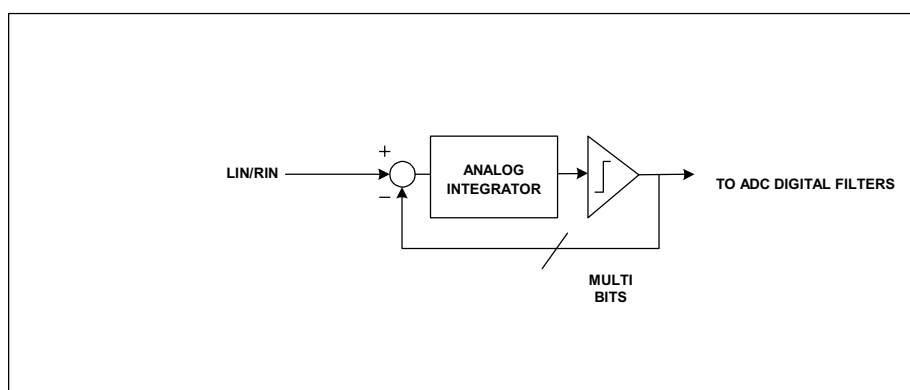 +
LIN/RIN
−
ANALOG
INTEGRATOR
TO ADC DIGITAL FILTERS
MULTI
BITS